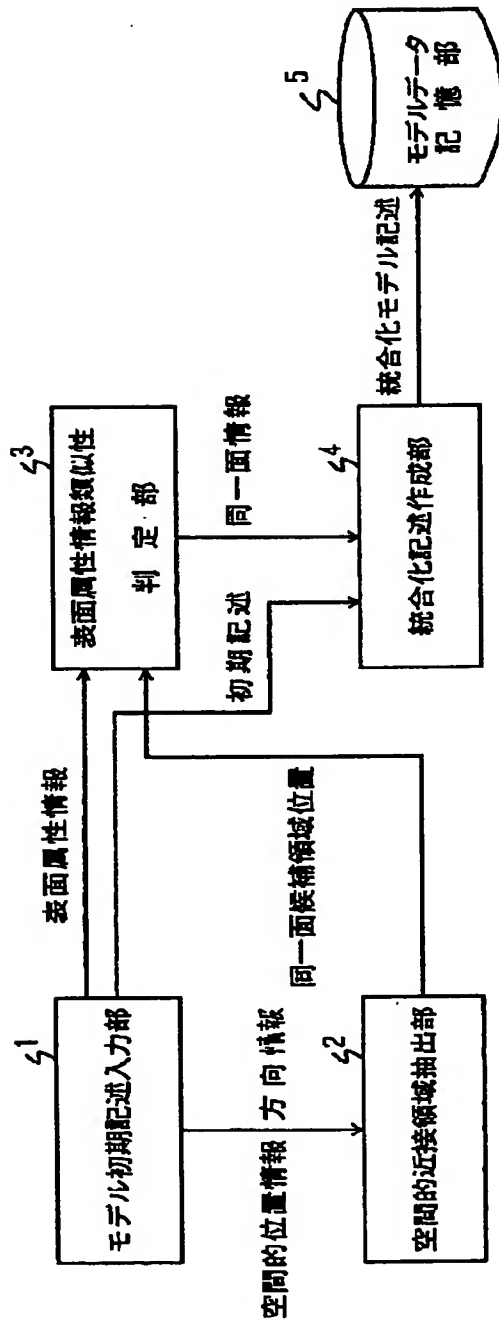 1
モデル初期記述入力部
表面属性情報
3
表面属性情報類似性
判定部
空間的位置情報 方向情報
初期記述
同一面情報
2
空間的近接領域抽出部
同一面候補領域位置
4
統合化記述作成部
統合化モデル記述
5
モデルデータ
記憶部